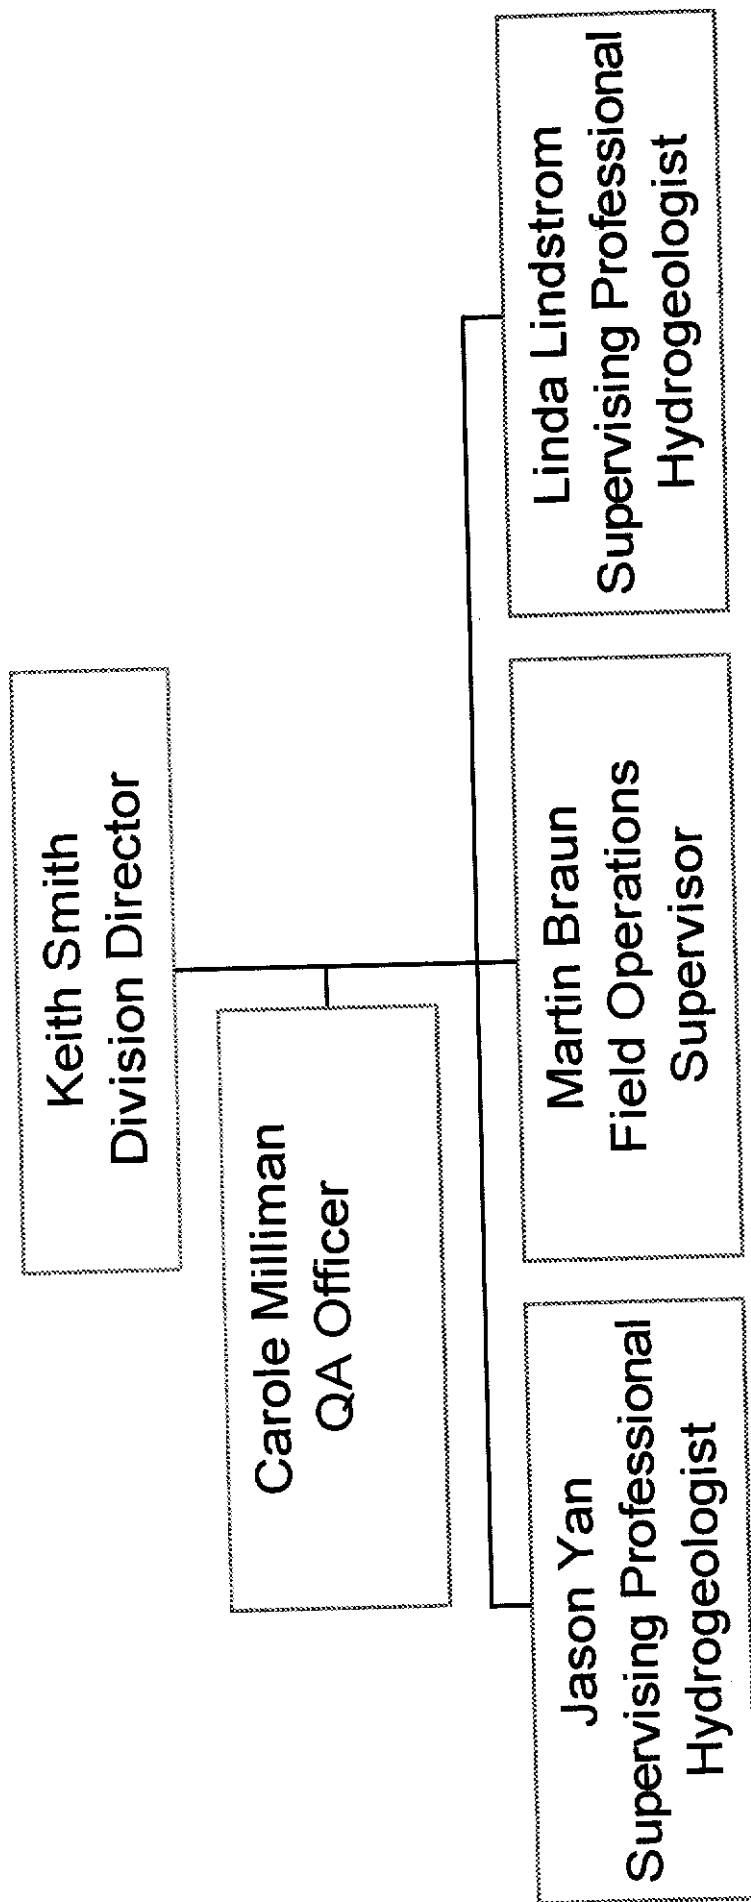 Keith Smith
Division Director
Carole Milliman
QA Officer
Jason Yan
Supervising Professional
Hydrogeologist
Martin Braun
Field Operations
Supervisor
Linda Lindstrom
Supervising Professional
Hydrogeologist